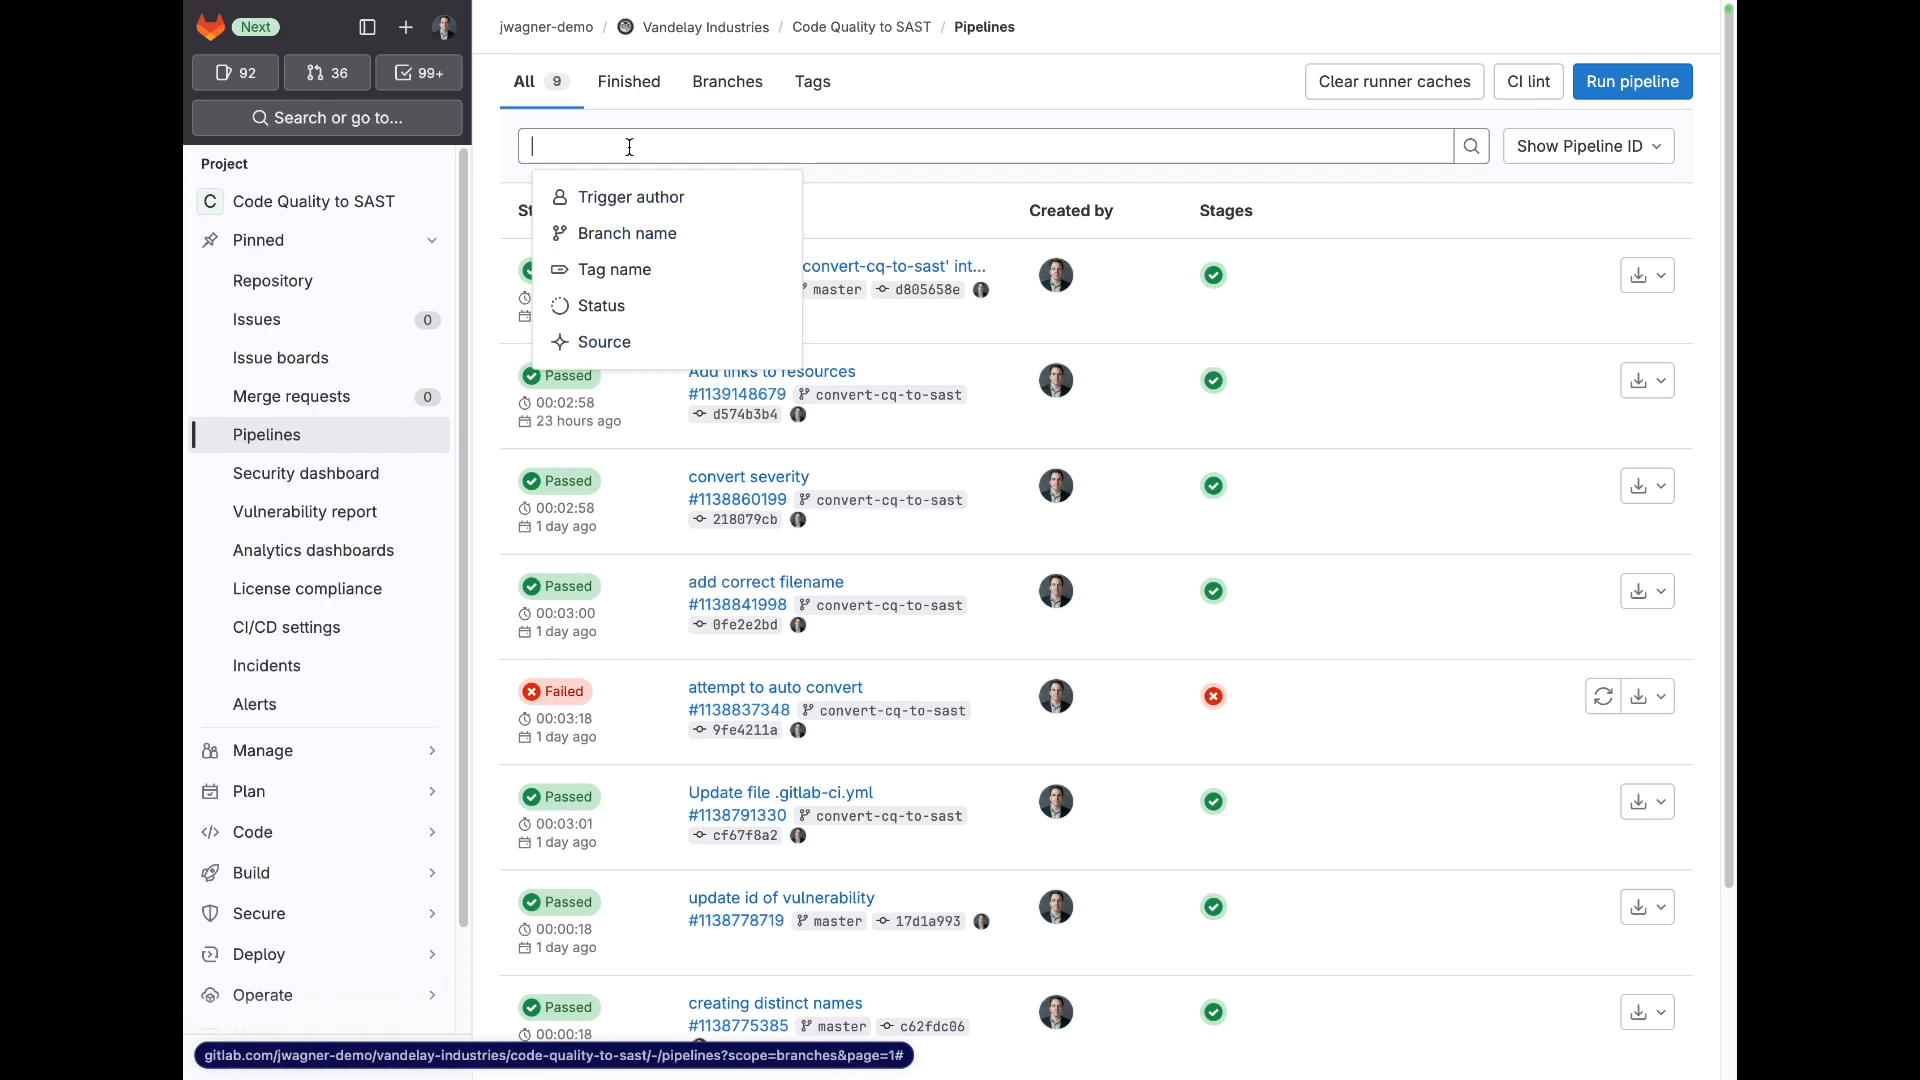 Next
92
36
99+
Search or go to...
Project
C Code Quality to SAST
Pinned
Repository
Issues 0
Issue boards
Merge requests 0
Pipelines
Security dashboard
Vulnerability report
Analytics dashboards
License compliance
CI/CD settings
Incidents
Alerts
Manage
Plan
Code
Build
Secure
Deploy
Operate
jwagner-demo / Vandelay Industries / Code Quality to SAST / Pipelines
All 9 Finished Branches Tags
Clear runner caches CI lint Run pipeline
Show Pipeline ID
Trigger author
Branch name
Tag name
Status
Source
St Created by Stages
convert-cq-to-sast' int...
master d805658e
Passed
00:02:58
23 hours ago
Add links to resources
#1139148679 convert-cq-to-sast
d574b3b4
Passed
00:02:58
1 day ago
convert severity
#1138860199 convert-cq-to-sast
218079cb
Passed
00:03:00
1 day ago
add correct filename
#1138841998 convert-cq-to-sast
0fe2e2bd
Failed
00:03:18
1 day ago
attempt to auto convert
#1138837348 convert-cq-to-sast
9fe4211a
Passed
00:03:01
1 day ago
Update file .gitlab-ci.yml
#1138791330 convert-cq-to-sast
cf67f8a2
Passed
00:00:18
1 day ago
update id of vulnerability
#1138778719 master 17d1a993
Passed
00:00:18
creating distinct names
#1138775385 master c62fdc06
gitlab.com/jwagner-demo/vandelay-industries/code-quality-to-sast/-/pipelines?scope=branches&page=1#